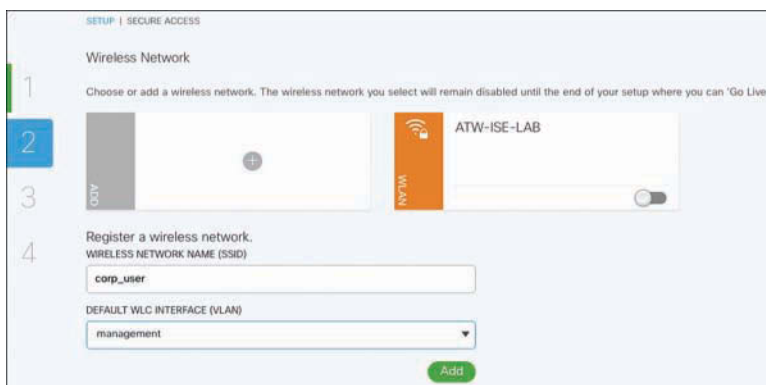 SETUP | SECURE ACCESS
Wireless Network
1
Choose or add a wireless network. The wireless network you select will remain disabled until the end of your setup where you can 'Go Live
2
ADD
WLAN
ATW-ISE-LAB
3
4
Register a wireless network.
WIRELESS NETWORK NAME (SSID)
corp_user
DEFAULT WLC INTERFACE (VLAN)
management
Add